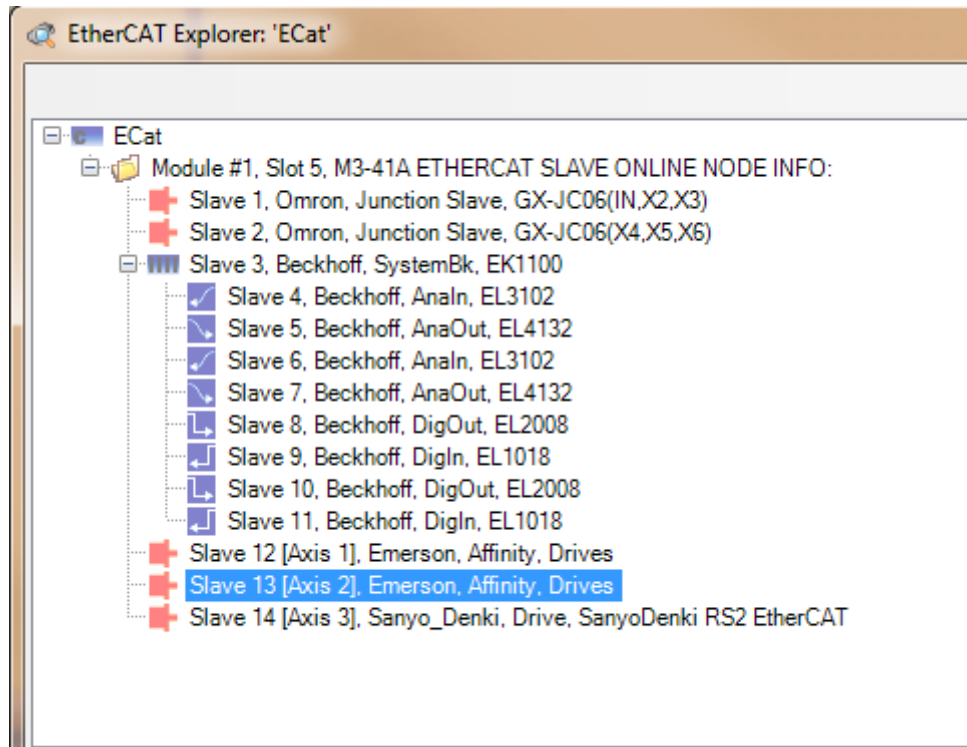 EtherCAT Explorer: 'ECat'
ECat
Module #1, Slot 5, M3-41A ETHERCAT SLAVE ONLINE NODE INFO:
Slave 1, Omron, Junction Slave, GX-JC06(IN,X2,X3)
Slave 2, Omron, Junction Slave, GX-JC06(X4,X5,X6)
Slave 3, Beckhoff, SystemBk, EK1100
Slave 4, Beckhoff, AnaIn, EL3102
Slave 5, Beckhoff, AnaOut, EL4132
Slave 6, Beckhoff, AnaIn, EL3102
Slave 7, Beckhoff, AnaOut, EL4132
Slave 8, Beckhoff, DigOut, EL2008
Slave 9, Beckhoff, DigIn, EL1018
Slave 10, Beckhoff, DigOut, EL2008
Slave 11, Beckhoff, DigIn, EL1018
Slave 12 [Axis 1], Emerson, Affinity, Drives
Slave 13 [Axis 2], Emerson, Affinity, Drives
Slave 14 [Axis 3], Sanyo_Denki, Drive, SanyoDenki RS2 EtherCAT